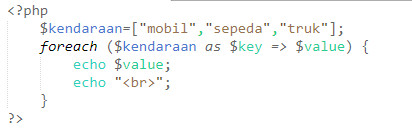 <?php
$kendaraan=["mobil","sepeda","truk"];
foreach ($kendaraan as $key => $value) {
echo $value;
echo "<br>";
}
?>